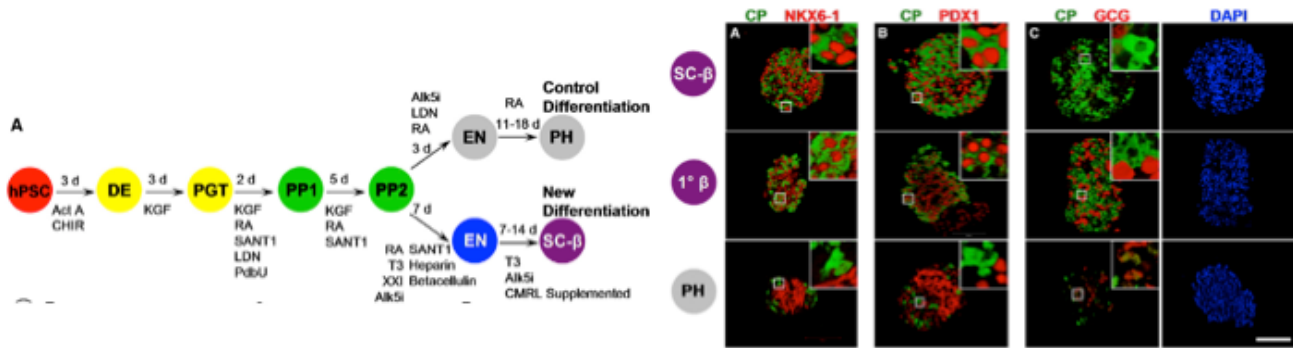 A
hPSC
3 d
Act A
CHIR
DE
3 d
KGF
PGT
2 d
KGF
RA
SANT1
LDN
PdbU
PP1
5 d
KGF
RA
SANT1
PP2
Alk5i
LDN
RA
3 d
EN
RA
11-18 d
Control
Differentiation
PH
7 d
RA SANT1
T3 Heparin
XXI Betacellulin
Alk5i
EN
7-14 d
T3
Alk5i
CMRL Supplemented
New
Differentiation
SC-β
CP NKX6-1
CP PDX1
CP GCG
DAPI
A
B
C
SC-β
1° β
PH